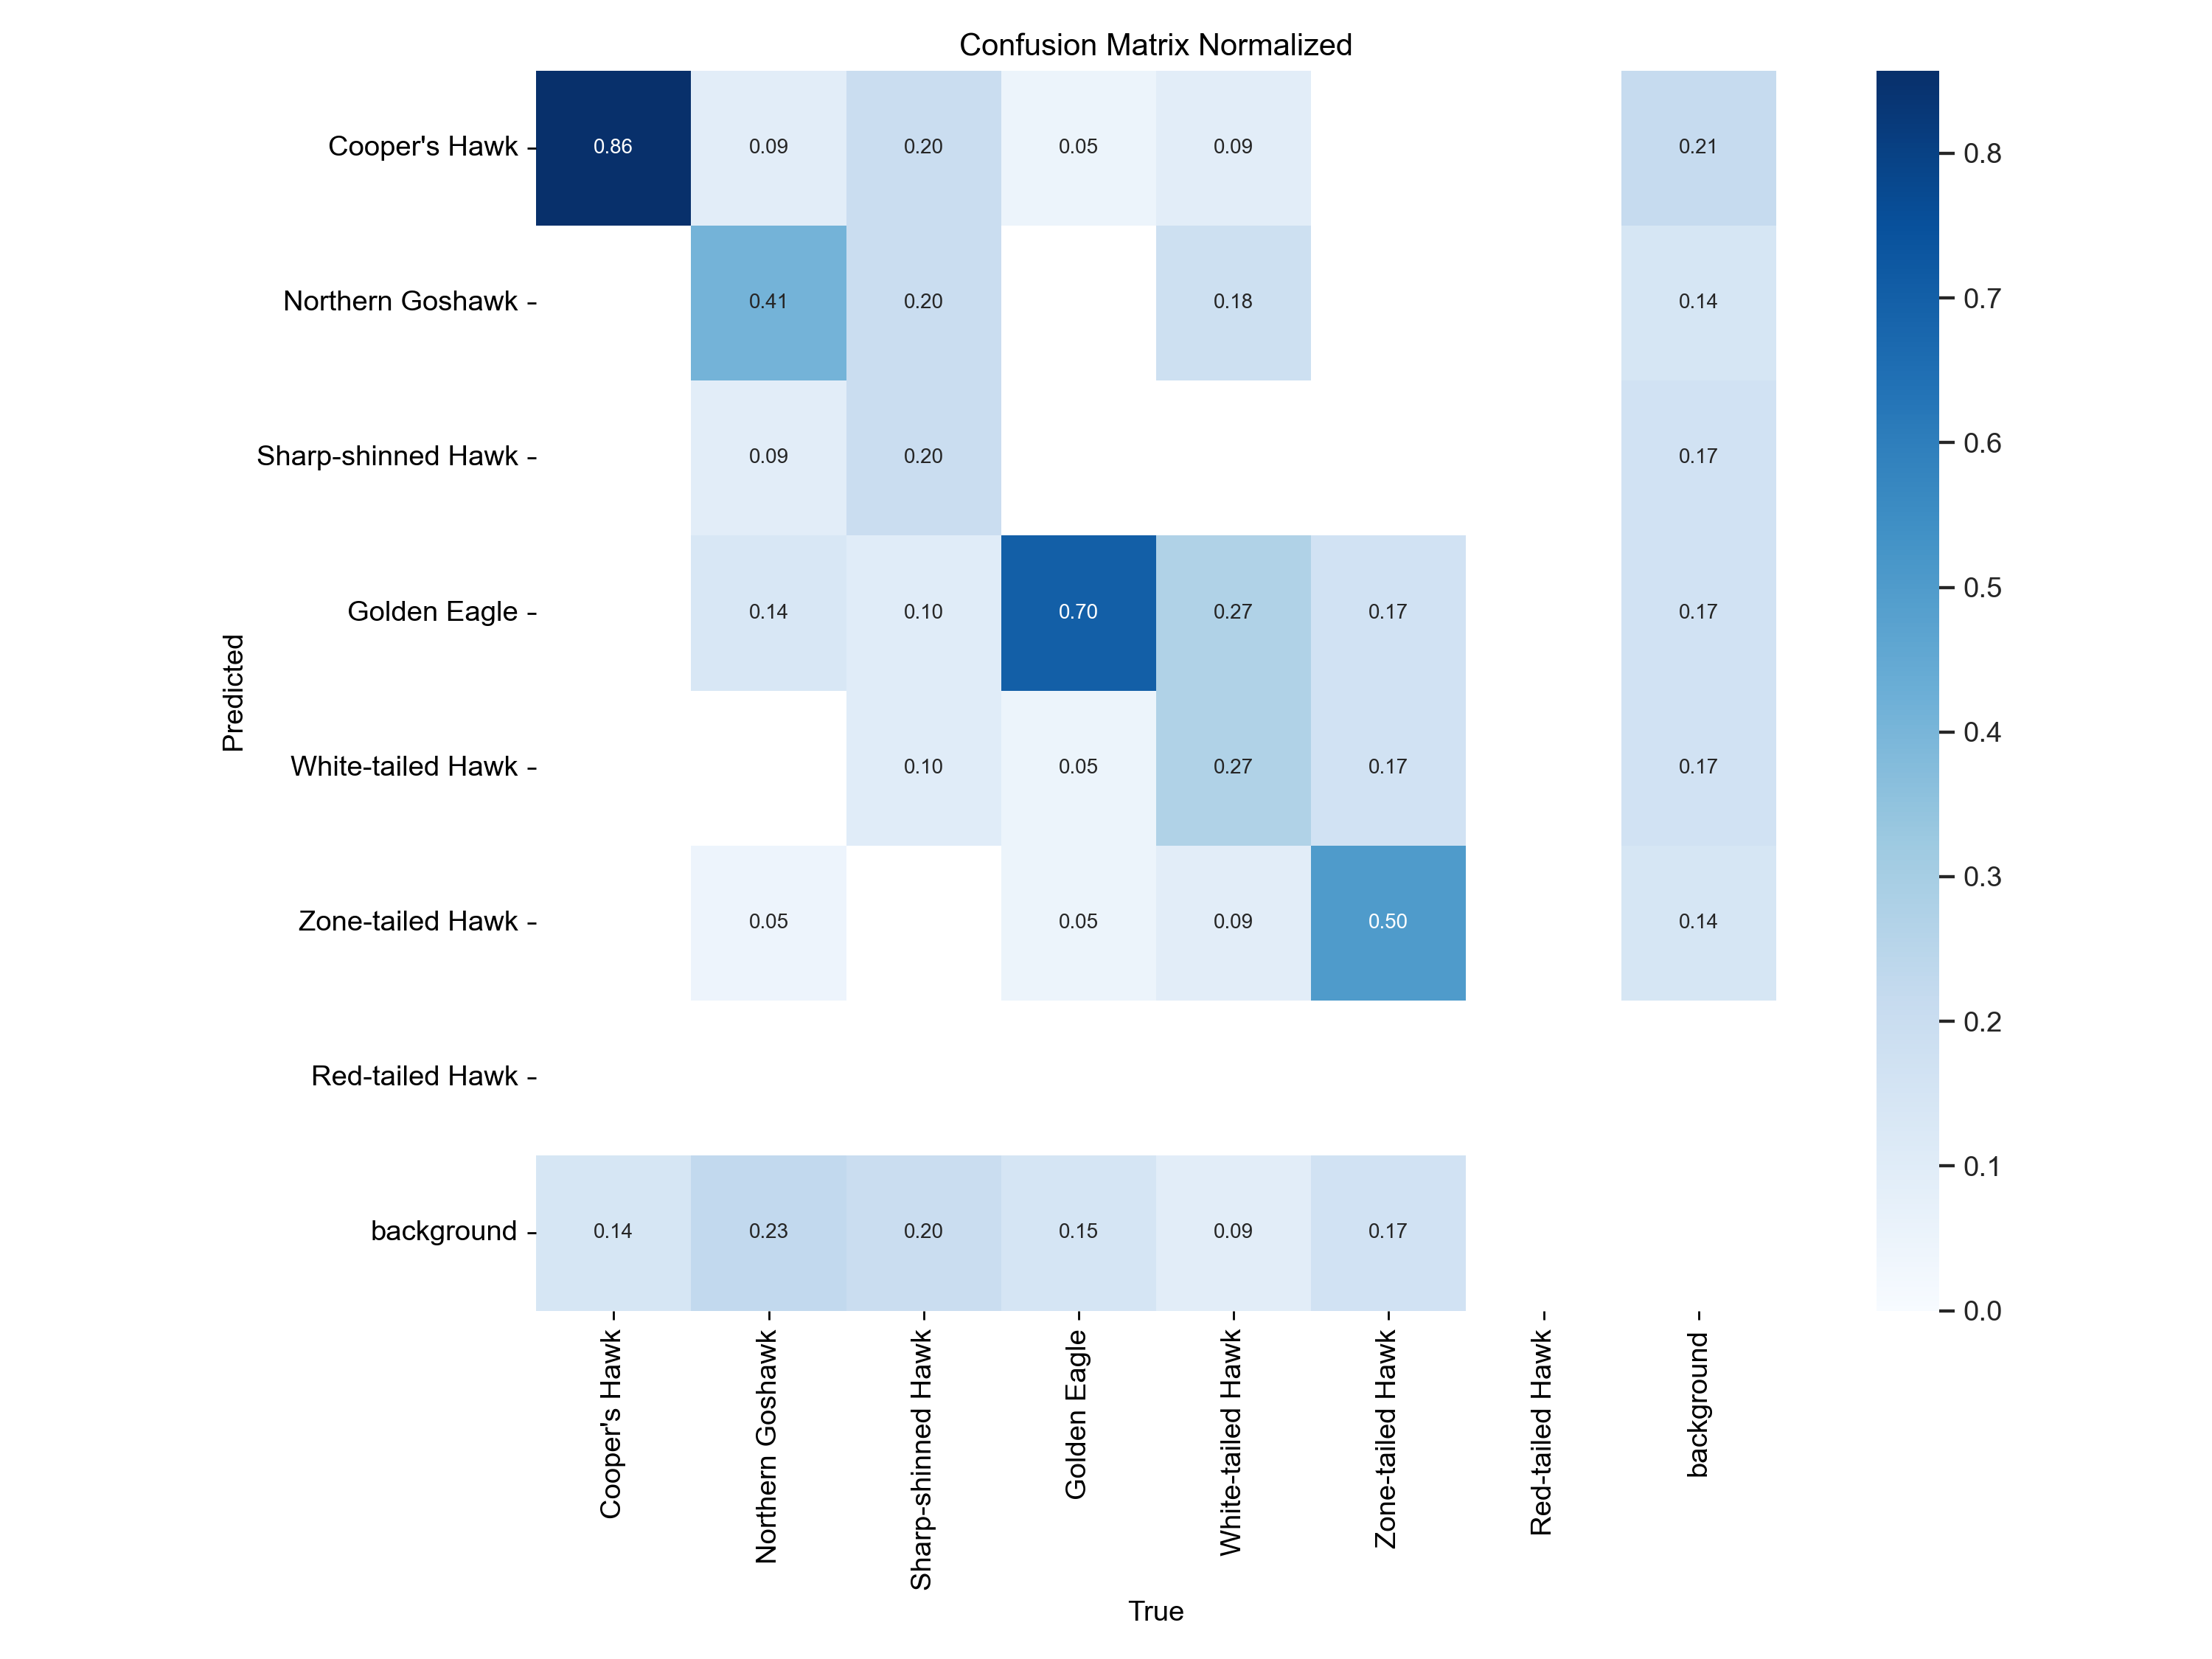 Confusion Matrix Normalized
Cooper's Hawk 0.86 0.09 0.20 0.05 0.09 0.21
Northern Goshawk 0.41 0.20 0.18 0.14
Sharp-shinned Hawk 0.09 0.20 0.17
Golden Eagle 0.14 0.10 0.70 0.27 0.17 0.17
White-tailed Hawk 0.10 0.05 0.27 0.17 0.17
Zone-tailed Hawk 0.05 0.05 0.09 0.50 0.14
Red-tailed Hawk
background 0.14 0.23 0.20 0.15 0.09 0.17
Predicted
Cooper's Hawk
Northern Goshawk
Sharp-shinned Hawk
Golden Eagle
White-tailed Hawk
Zone-tailed Hawk
Red-tailed Hawk
background
True
0.8
0.7
0.6
0.5
0.4
0.3
0.2
0.1
0.0